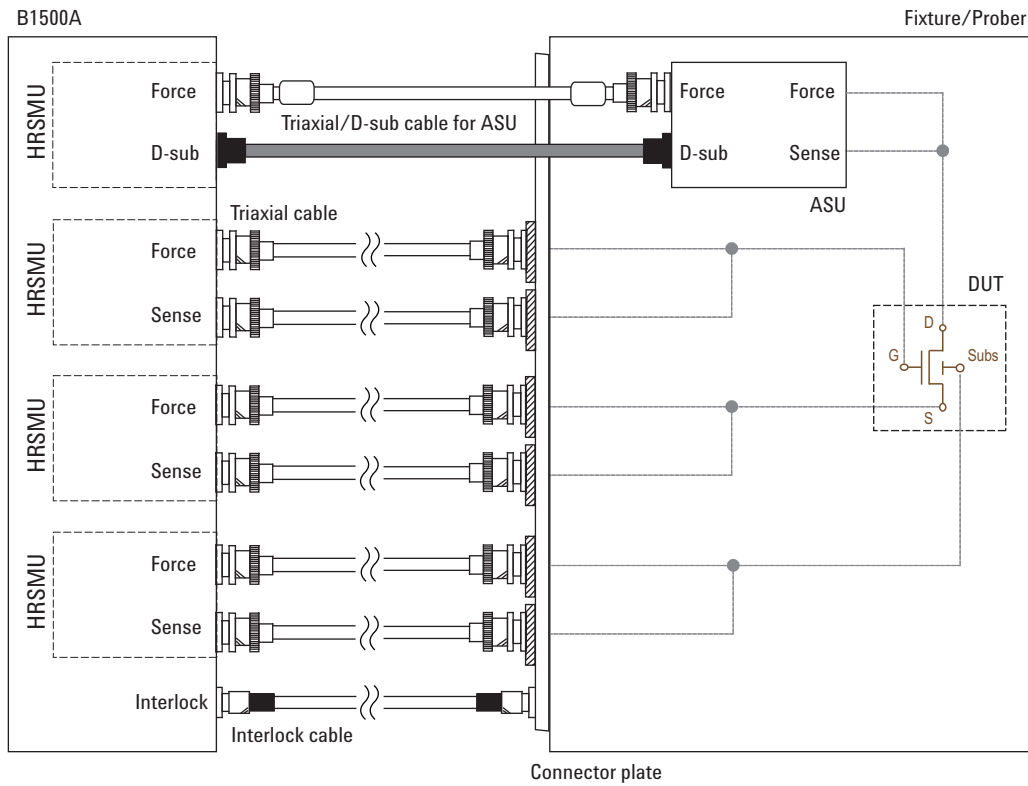 B1500A
Fixture/Prober
HRSMU
Force
D-sub
Triaxial/D-sub cable for ASU
Force
D-sub
Force
Sense
ASU
Triaxial cable
HRSMU
Force
Sense
DUT
D
G
Subs
S
HRSMU
Force
Sense
HRSMU
Force
Sense
Interlock
Interlock cable
Connector plate